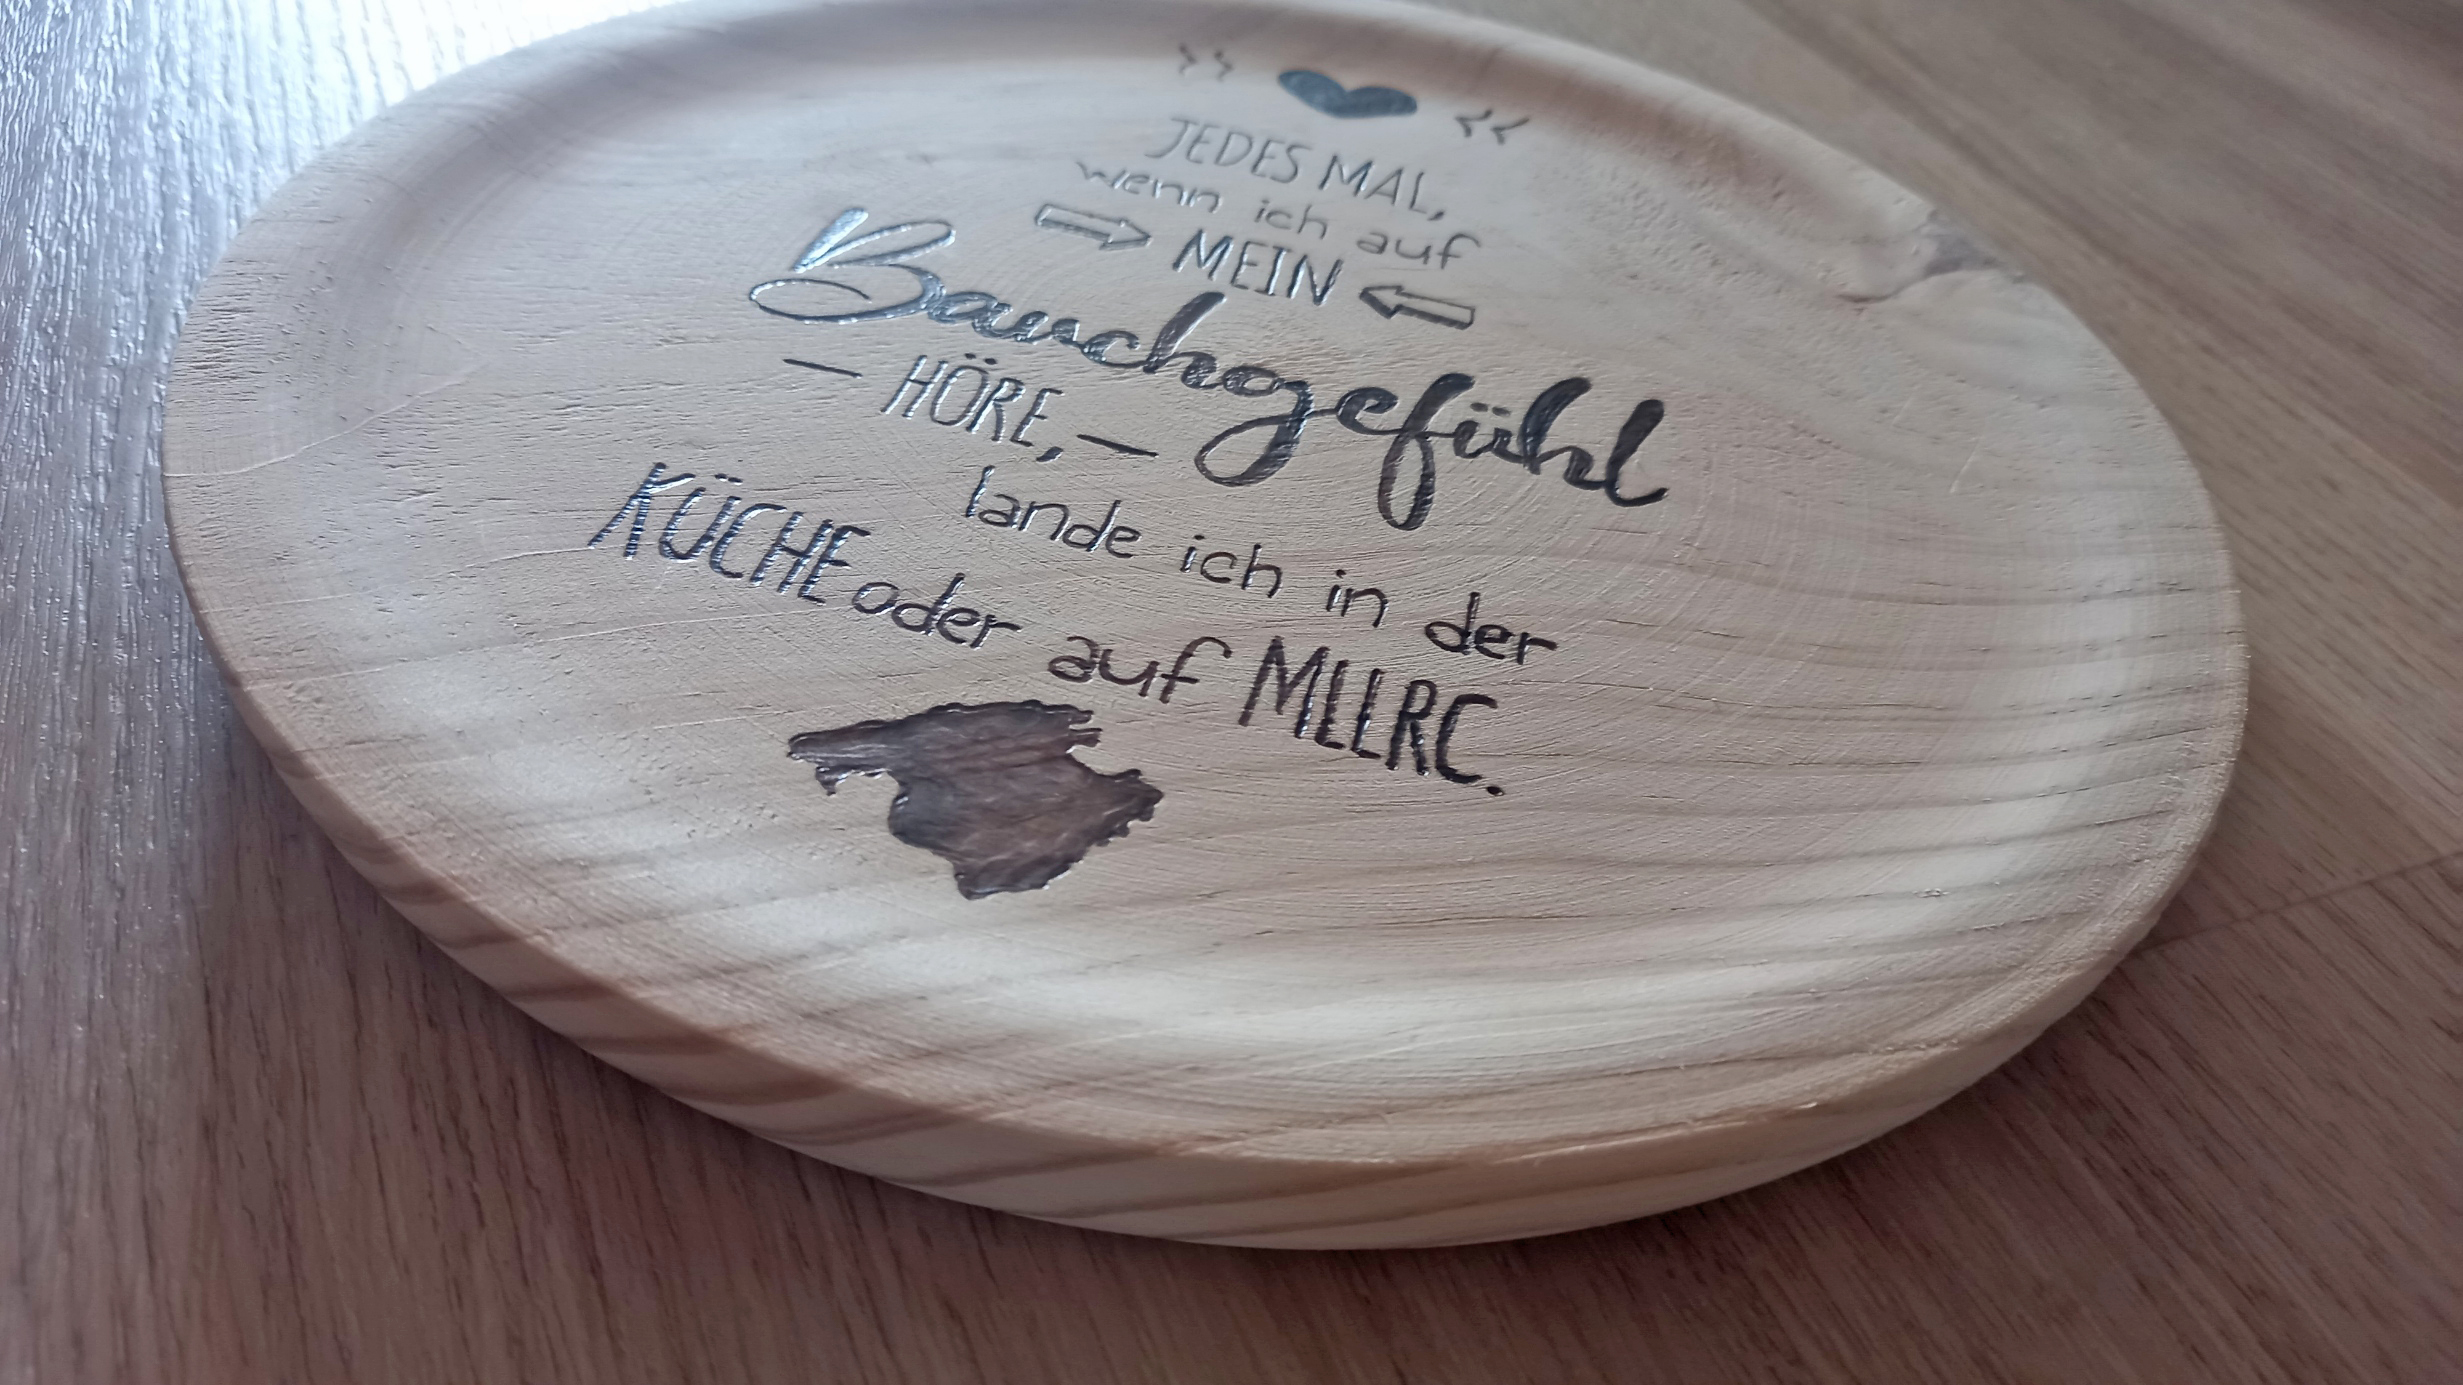 JEDES MAL,
wenn ich auf
MEIN
Bauchgefühl
– HÖRE, –
lande ich in der
KÜCHE oder auf MLLRC.